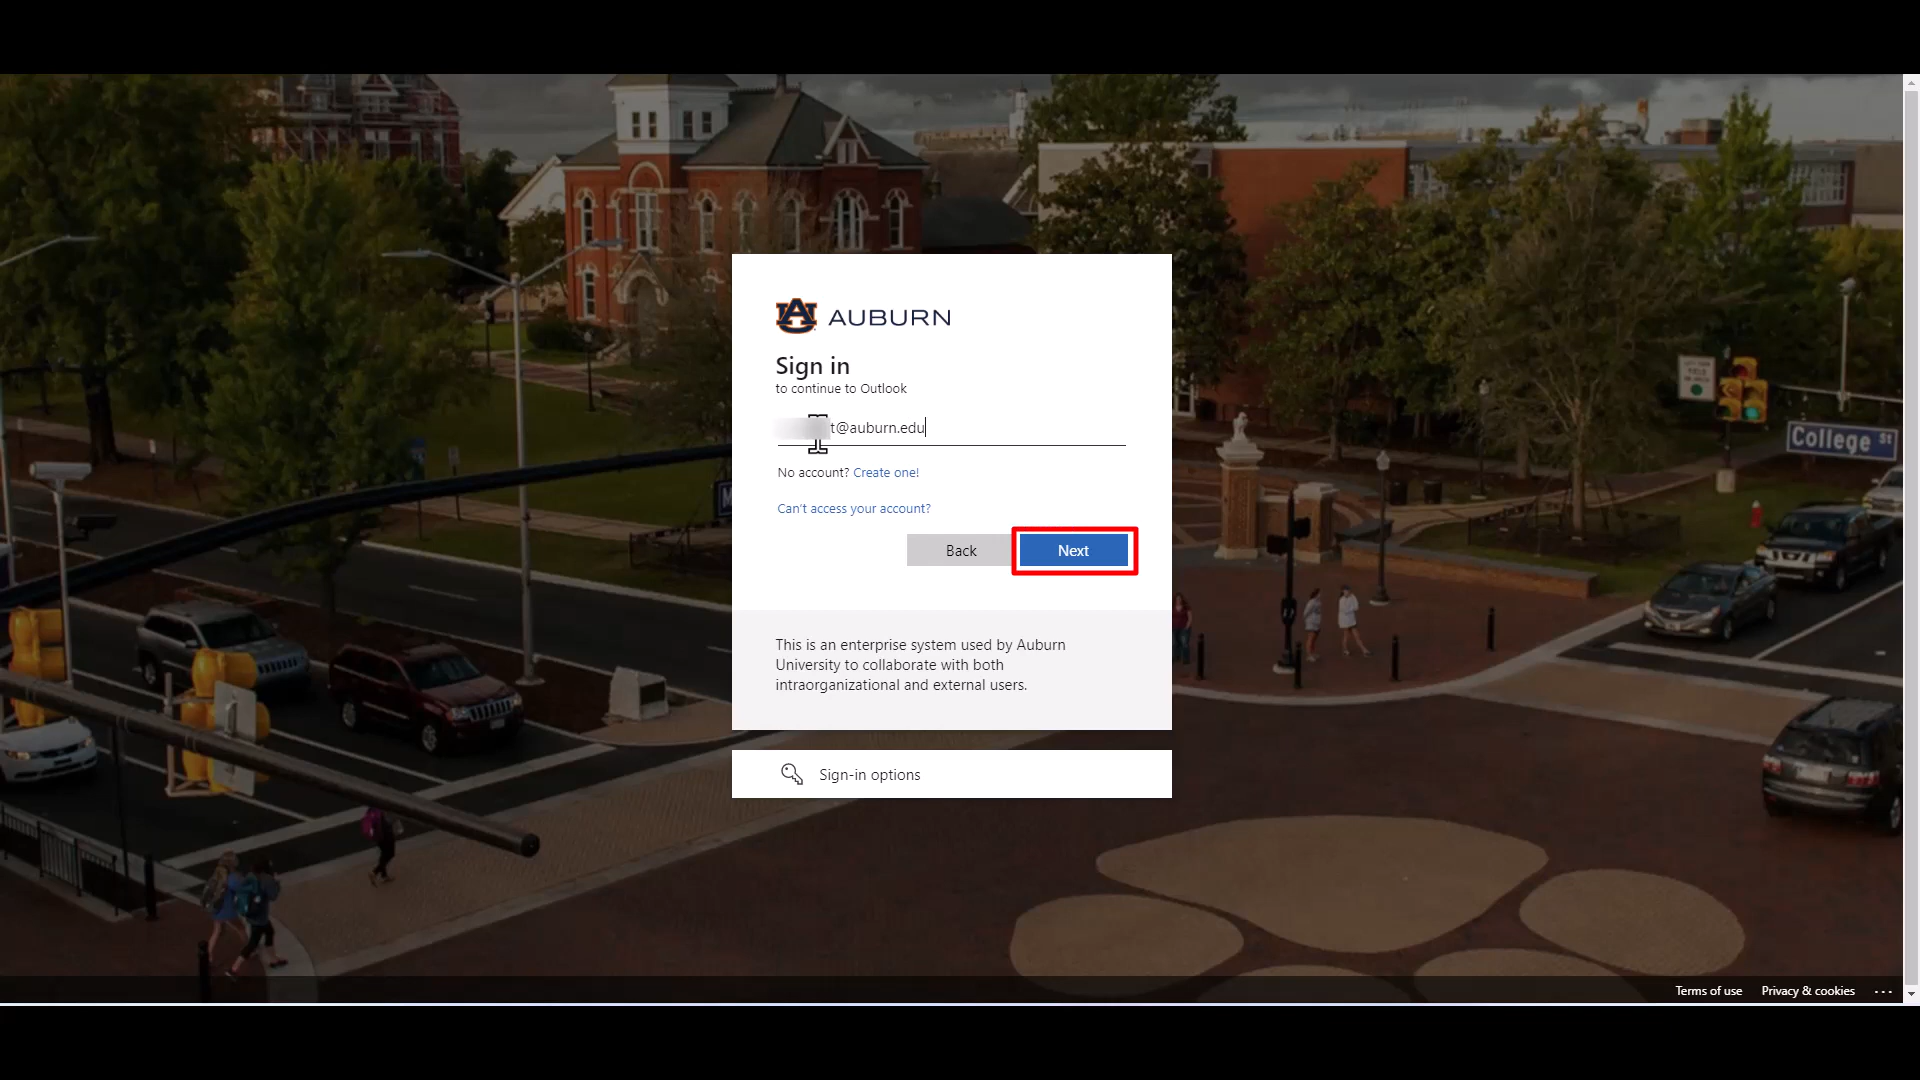 AUBURN
Sign in
to continue to Outlook
t@auburn.edu
No account? Create one!
Can't access your account?
Back
Next
This is an enterprise system used by Auburn
University to collaborate with both
intraorganizational and external users.
Sign-in options
College St
Terms of use
Privacy & cookies
...